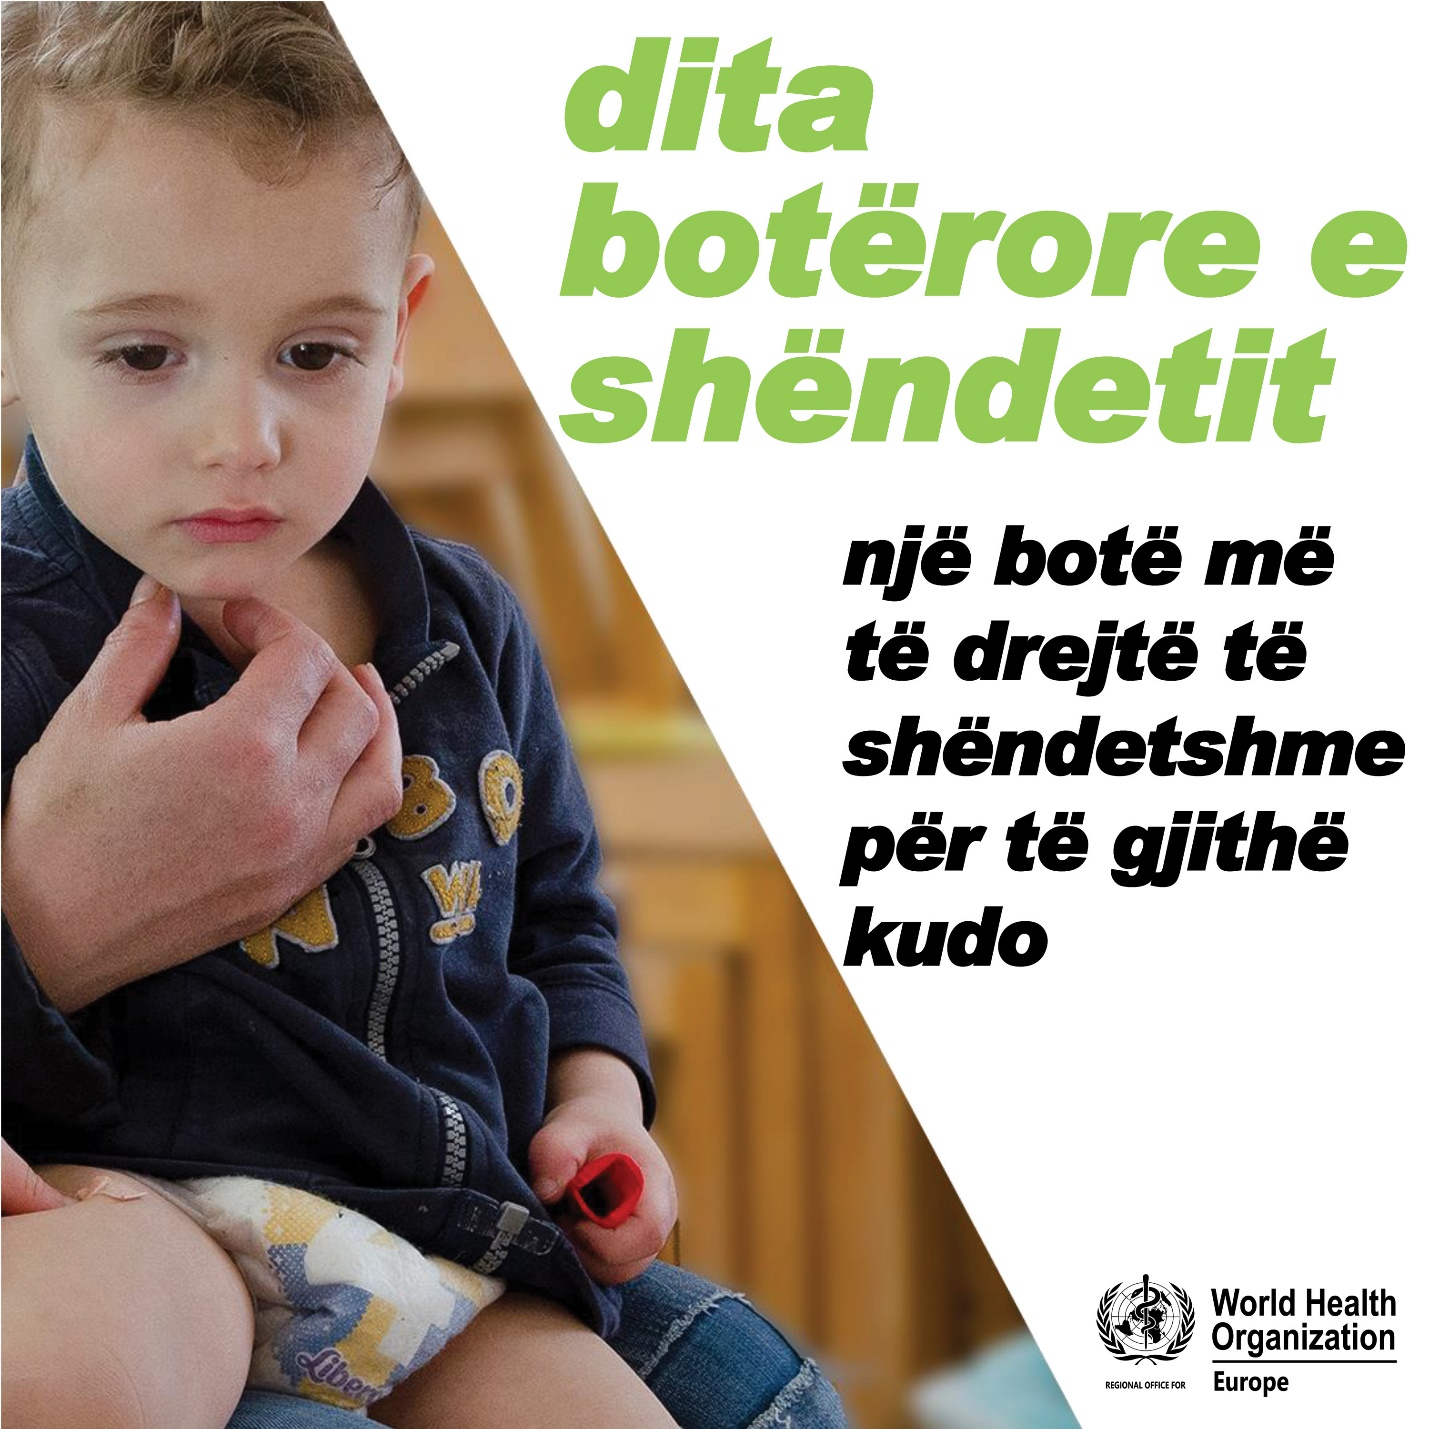 dita
botërore e
shëndetit
një botë më
të drejtë të
shëndetshme
për të gjithë
kudo
World Health
Organization
REGIONAL OFFICE FOR Europe